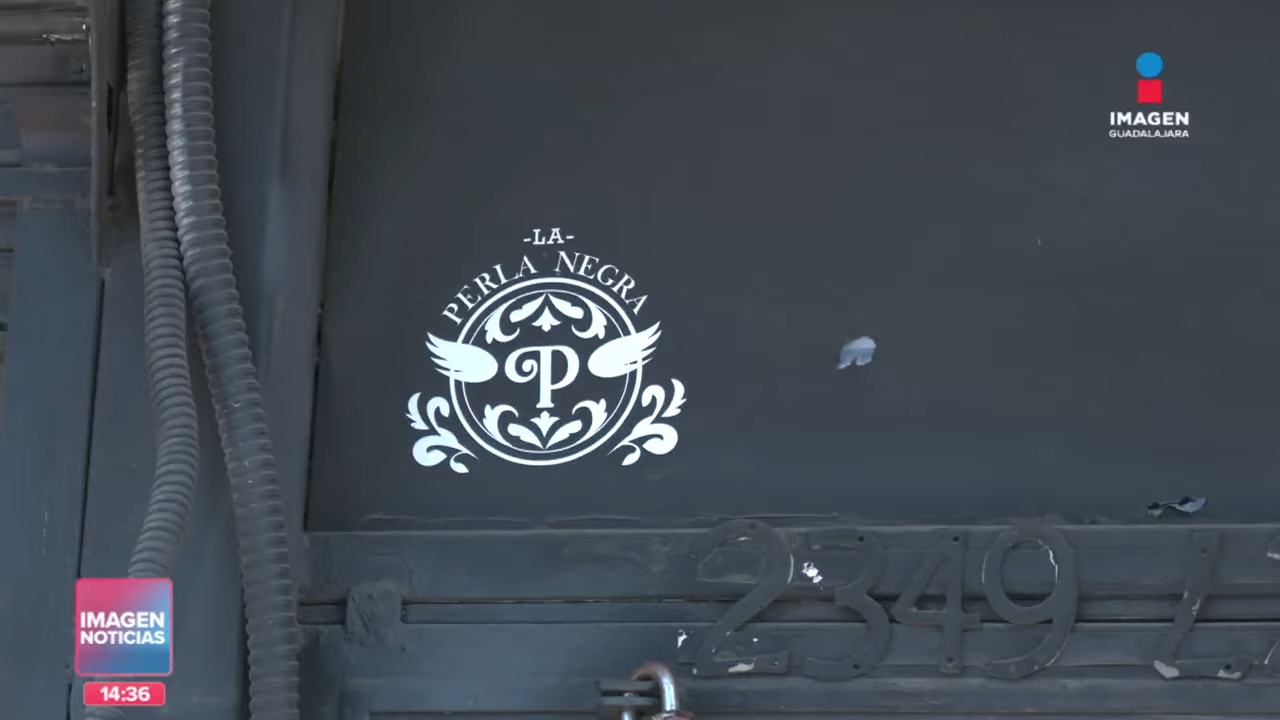 IMAGEN
GUADALAJARA
-LA-
PERLA NEGRA
P
2349
IMAGEN
NOTICIAS
14:36